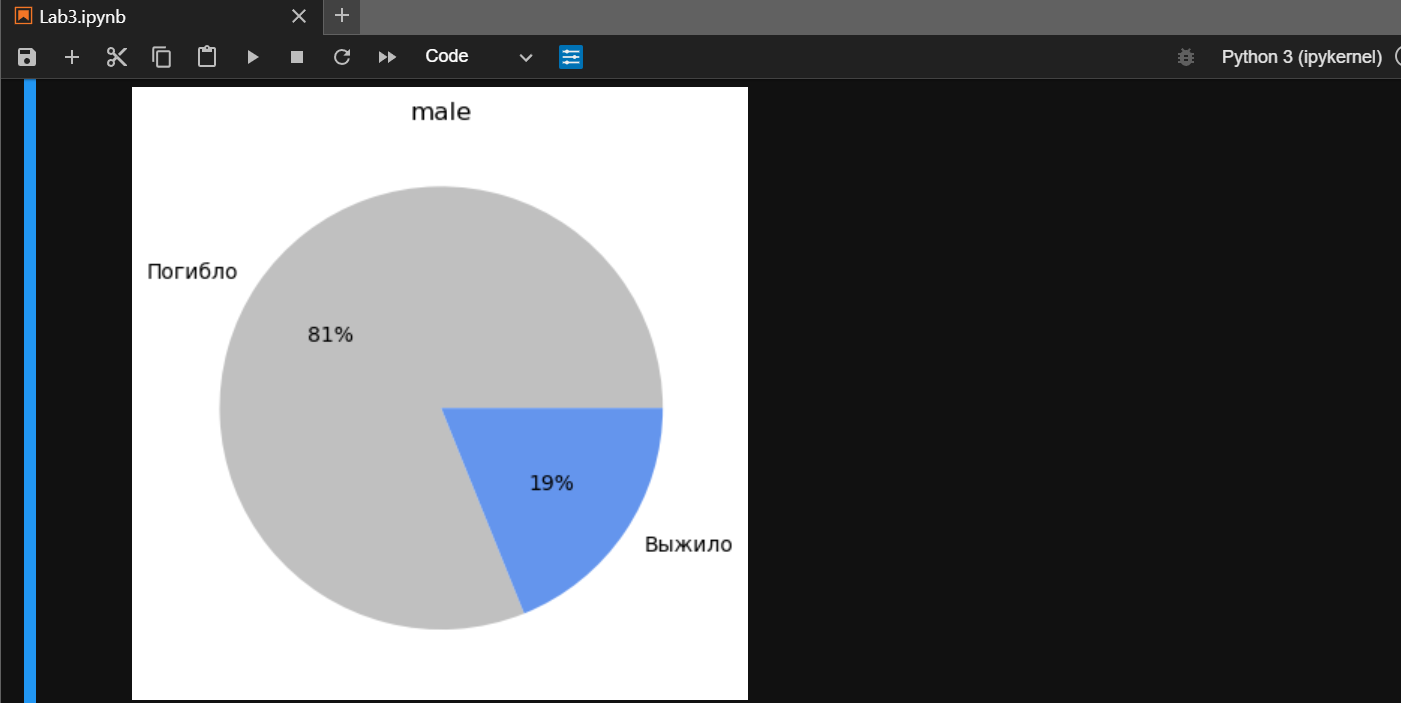 Lab3.ipynb
Code
Python 3 (ipykernel)
male
Погибло
81%
19%
Выжило